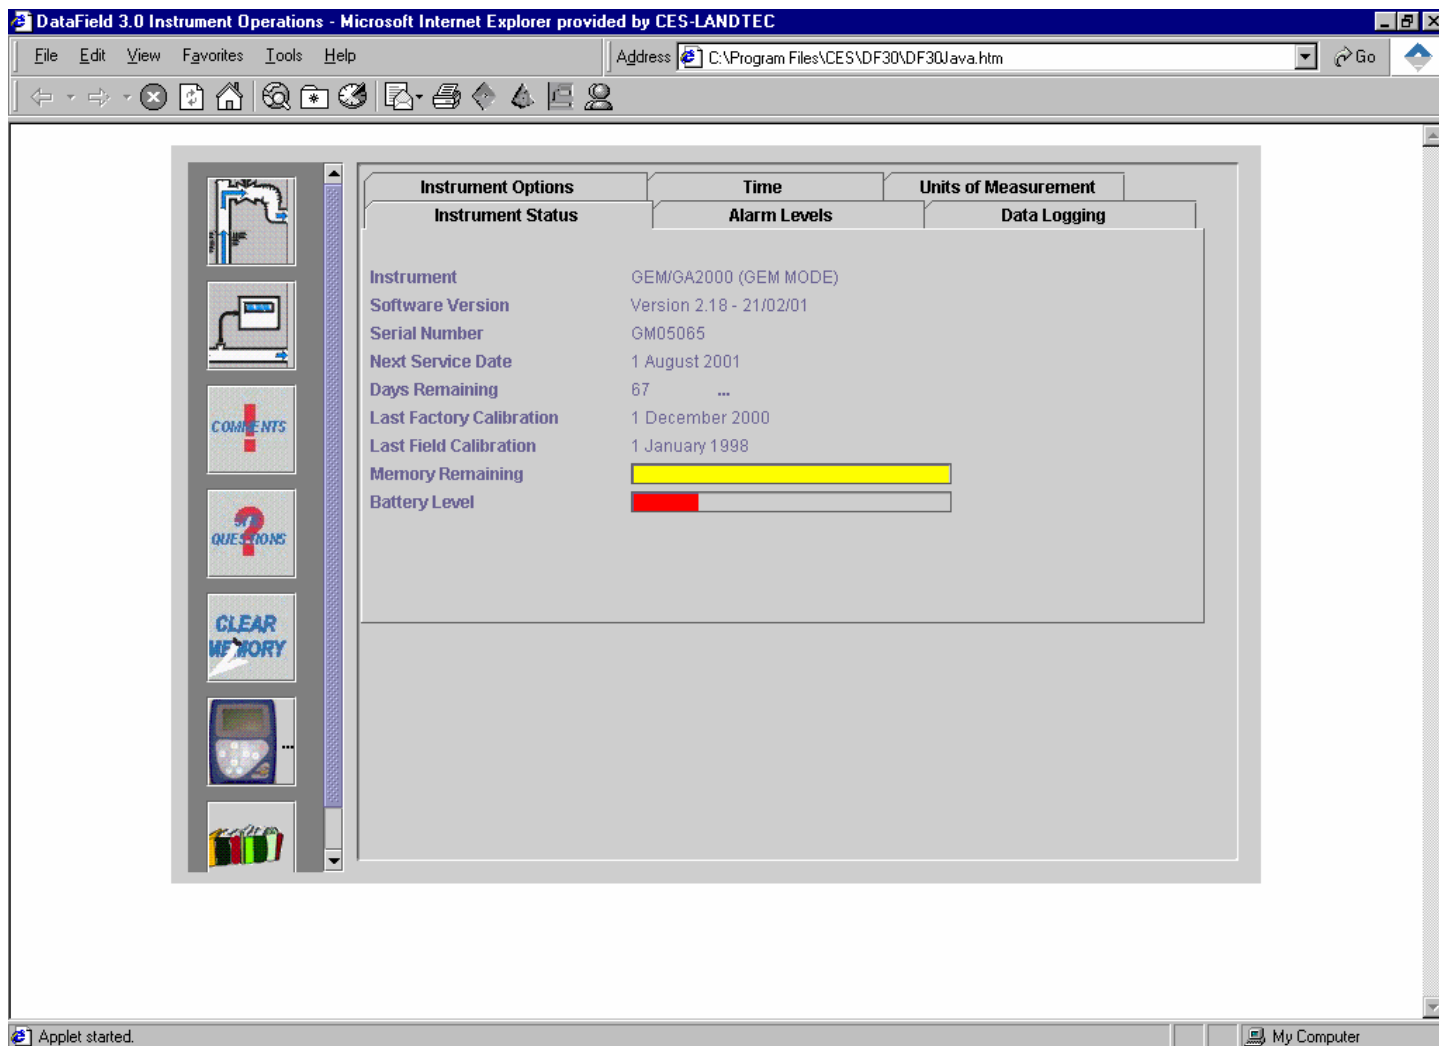 DataField 3.0 Instrument Operations - Microsoft Internet Explorer provided by CES-LANDTEC
File Edit View Favorites Tools Help
Address C:\Program Files\CES\DF30\DF30Java.htm Go
Instrument Options Time Units of Measurement
Instrument Status Alarm Levels Data Logging
Instrument GEM/GA2000 (GEM MODE)
Software Version Version 2.18 - 21/02/01
Serial Number GM05065
Next Service Date 1 August 2001
Days Remaining 67 ...
Last Factory Calibration 1 December 2000
Last Field Calibration 1 January 1998
Memory Remaining
Battery Level
COMMENTS
!
?
QUESTIONS
CLEAR
MEMORY
...
Applet started. My Computer